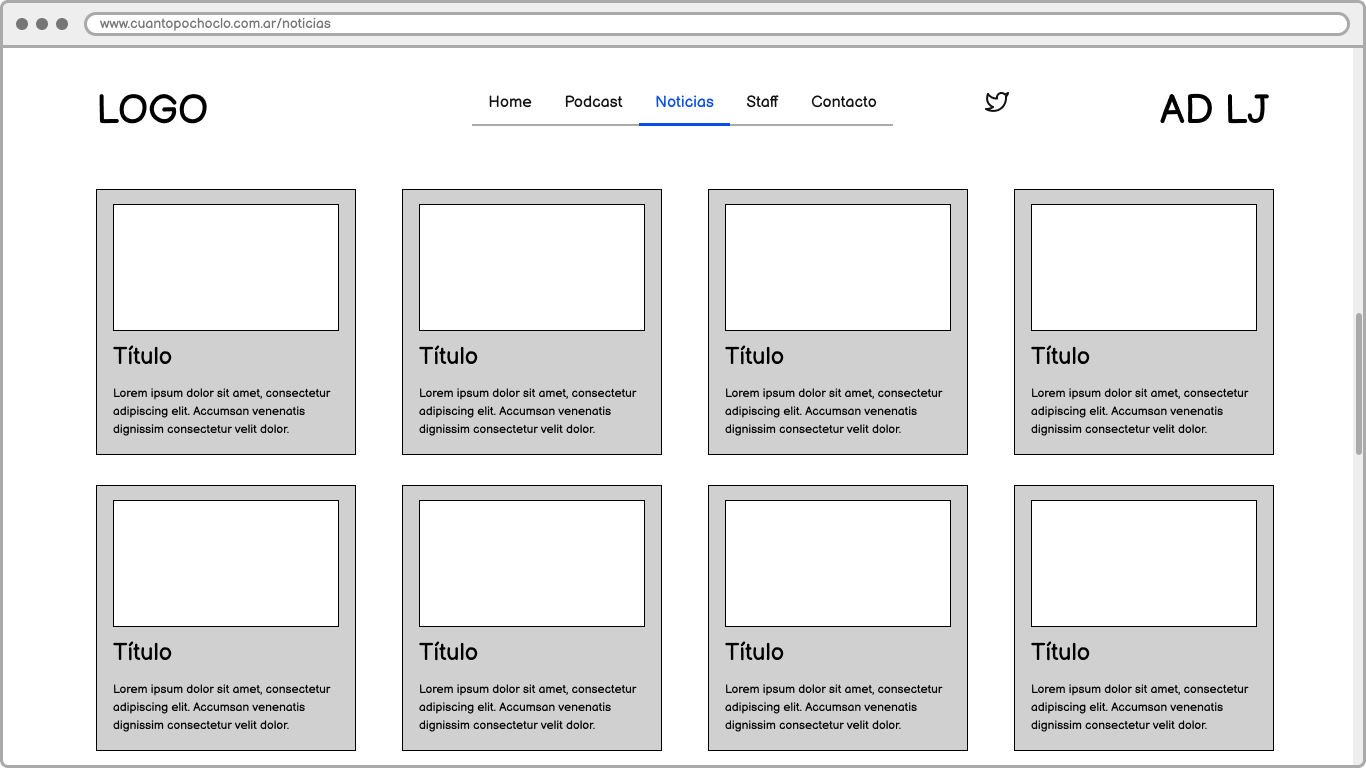 www.cuantopochoclo.com.ar/noticias
LOGO
Home Podcast Noticias Staff Contacto
AD LJ
Título
Lorem ipsum dolor sit amet, consectetur
adipiscing elit. Accumsan venenatis
dignissim consectetur velit dolor.
Título
Lorem ipsum dolor sit amet, consectetur
adipiscing elit. Accumsan venenatis
dignissim consectetur velit dolor.
Título
Lorem ipsum dolor sit amet, consectetur
adipiscing elit. Accumsan venenatis
dignissim consectetur velit dolor.
Título
Lorem ipsum dolor sit amet, consectetur
adipiscing elit. Accumsan venenatis
dignissim consectetur velit dolor.
Título
Lorem ipsum dolor sit amet, consectetur
adipiscing elit. Accumsan venenatis
dignissim consectetur velit dolor.
Título
Lorem ipsum dolor sit amet, consectetur
adipiscing elit. Accumsan venenatis
dignissim consectetur velit dolor.
Título
Lorem ipsum dolor sit amet, consectetur
adipiscing elit. Accumsan venenatis
dignissim consectetur velit dolor.
Título
Lorem ipsum dolor sit amet, consectetur
adipiscing elit. Accumsan venenatis
dignissim consectetur velit dolor.